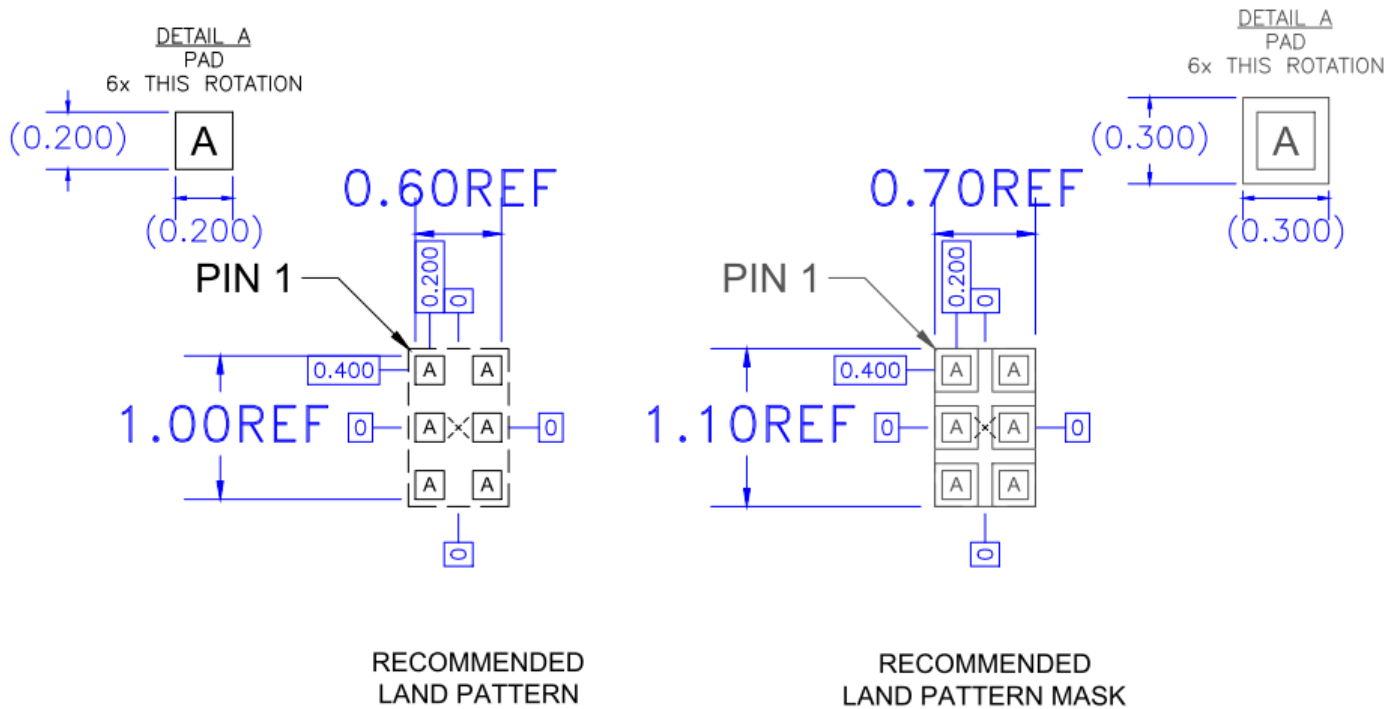 DETAIL A
PAD
6x THIS ROTATION
(0.200)
A
(0.200)
0.60REF
0.200
0
PIN 1
0.400
A A
1.00REF
0
A A
0
A A
0
RECOMMENDED
LAND PATTERN
DETAIL A
PAD
6x THIS ROTATION
(0.300)
A
(0.300)
0.70REF
0.200
0
PIN 1
0.400
A A
1.10REF
0
A A
0
A A
0
RECOMMENDED
LAND PATTERN MASK